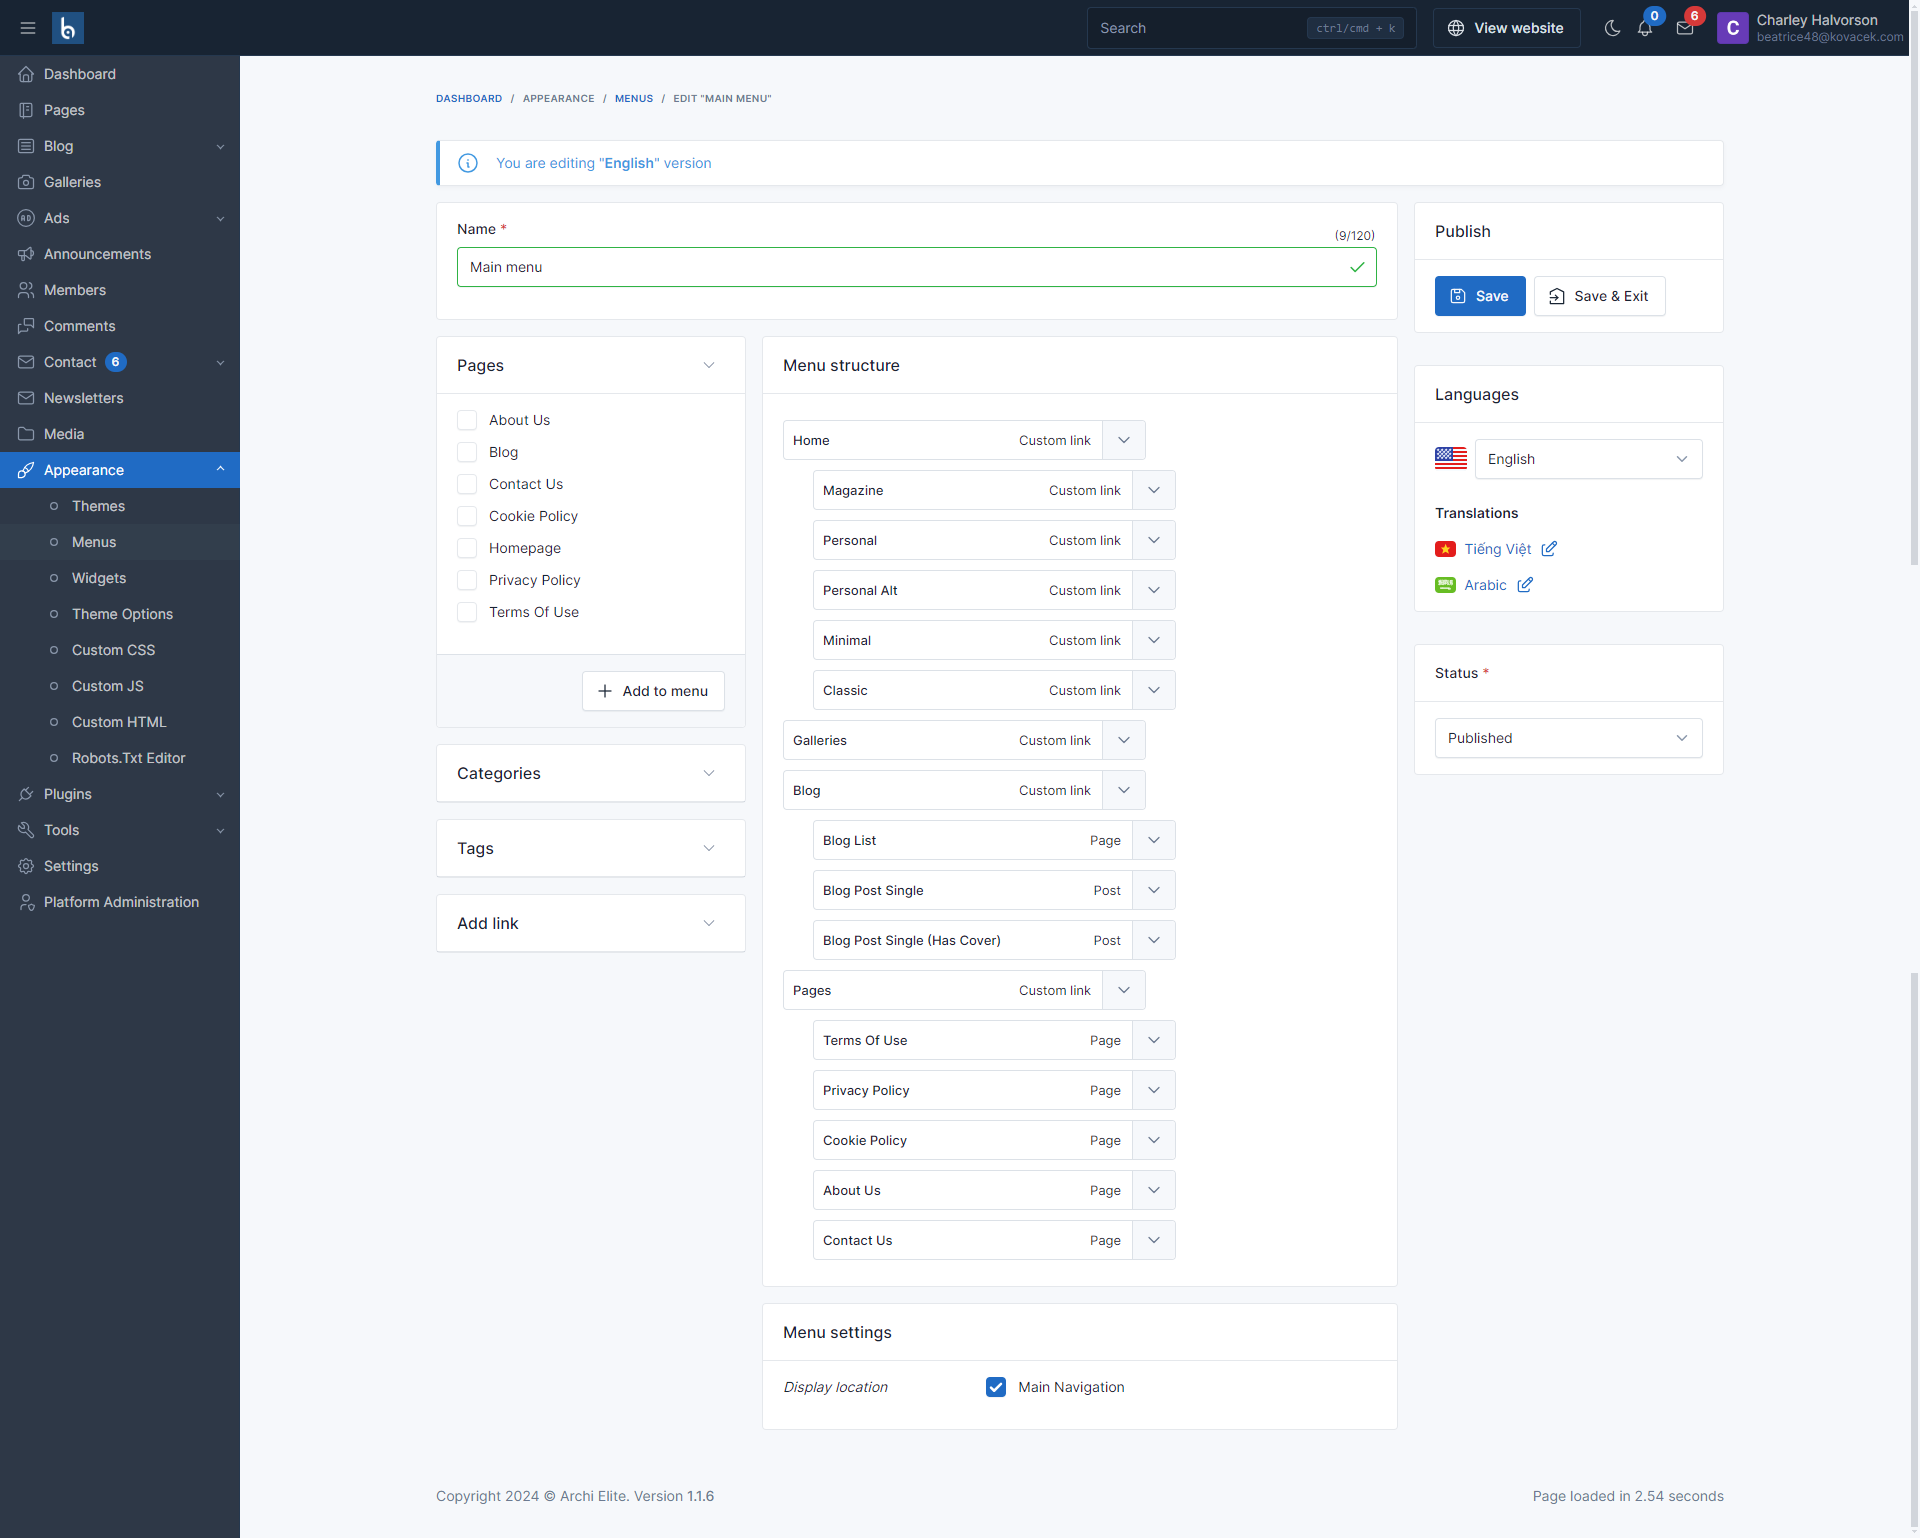 Search
ctrl/cmd + k
View website
0
6
C
Charley Halvorson
beatrice48@kovacek.com
Dashboard
Pages
Blog
Galleries
Ads
Announcements
Members
Comments
Contact 6
Newsletters
Media
Appearance
Themes
Menus
Widgets
Theme Options
Custom CSS
Custom JS
Custom HTML
Robots.Txt Editor
Plugins
Tools
Settings
Platform Administration
DASHBOARD / APPEARANCE / MENUS / EDIT "MAIN MENU"
You are editing "English" version
Name *
(9/120)
Main menu
Pages
About Us
Blog
Contact Us
Cookie Policy
Homepage
Privacy Policy
Terms Of Use
Add to menu
Categories
Tags
Add link
Menu structure
Home Custom link
Magazine Custom link
Personal Custom link
Personal Alt Custom link
Minimal Custom link
Classic Custom link
Galleries Custom link
Blog Custom link
Blog List Page
Blog Post Single Post
Blog Post Single (Has Cover) Post
Pages Custom link
Terms Of Use Page
Privacy Policy Page
Cookie Policy Page
About Us Page
Contact Us Page
Menu settings
Display location
Main Navigation
Publish
Save
Save & Exit
Languages
English
Translations
Tiếng Việt
Arabic
Status *
Published
Copyright 2024 © Archi Elite. Version 1.1.6
Page loaded in 2.54 seconds